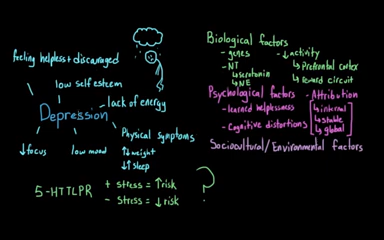 feeling helpless + discouraged
low self esteem
lack of energy
Depression
Physical symptoms
↑↓ weight
↑↓ sleep
↓ focus
low mood
5-HTTLPR + stress = ↑ risk
- stress = ↓ risk
?
Biological factors
- genes
- NT
↳ serotonin
↳ NE
- ↓ activity
↳ Prefrontal cortex
↳ reward circuit
Psychological factors
- learned helplessness
- Cognitive distortions
- Attribution
↳ internal
↳ stable
↳ global
Sociocultural/Environmental Factors